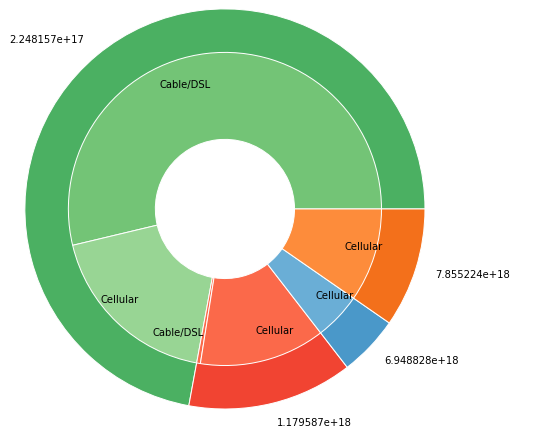 2.248157e+17
Cable/DSL
Cellular
7.855224e+18
Cellular
Cellular
Cable/DSL
Cellular
6.948828e+18
1.179587e+18